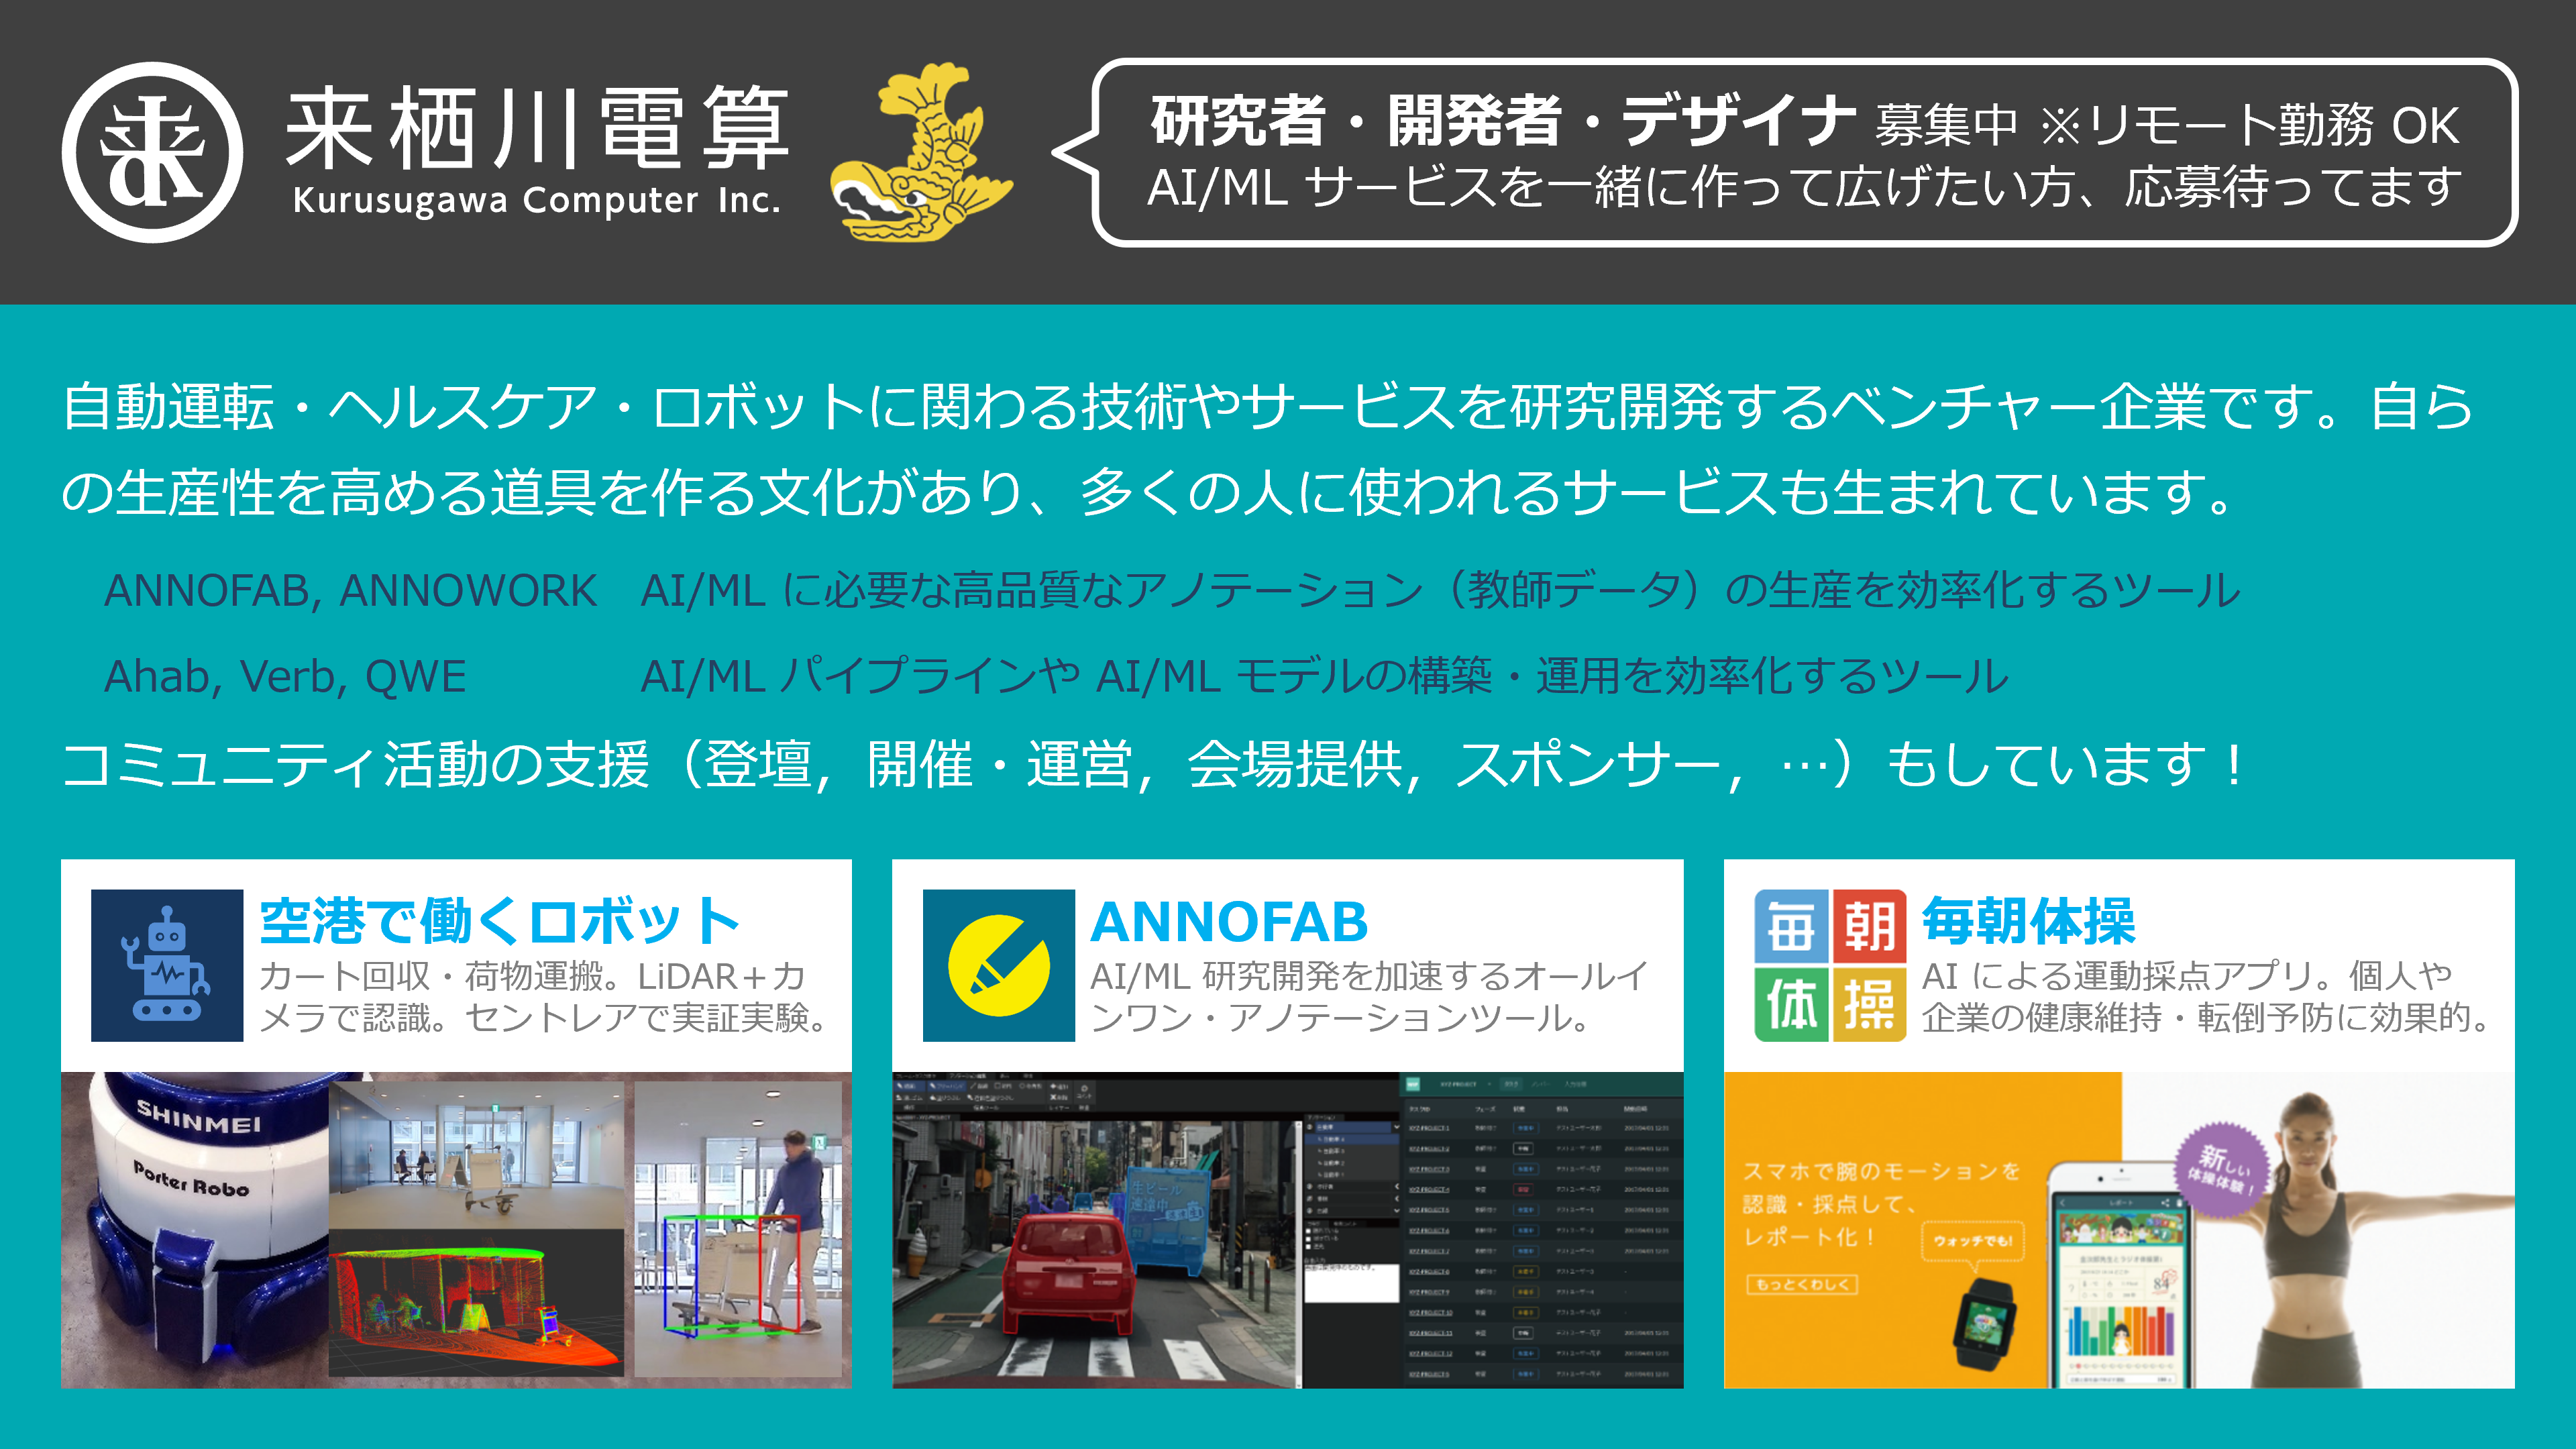 来栖川電算
Kurusugawa Computer Inc.
研究者・開発者・デザイナ 募集中 ※リモート勤務 OK
AI/ML サービスを一緒に作って広げたい方、応募待ってます
自動運転・ヘルスケア・ロボットに関わる技術やサービスを研究開発するベンチャー企業です。自ら
の生産性を高める道具を作る文化があり、多くの人に使われるサービスも生まれています。
ANNOFAB, ANNOWORK AI/ML に必要な高品質なアノテーション（教師データ）の生産を効率化するツール
Ahab, Verb, QWE AI/ML パイプラインや AI/ML モデルの構築・運用を効率化するツール
コミュニティ活動の支援（登壇，開催・運営，会場提供，スポンサー，…）もしています！
空港で働くロボット
カート回収・荷物運搬。LiDAR＋カ
メラで認識。セントレアで実証実験。
SHINMEI
Porter Robo
ANNOFAB
AI/ML 研究開発を加速するオールイ
ンワン・アノテーションツール。
生ビール
XYZ-PROJECT
毎朝体操
毎朝体操
AI による運動採点アプリ。個人や
企業の健康維持・転倒予防に効果的。
スマホで腕のモーションを
認識・採点して、
レポート化！
もっとくわしく
ウォッチでも!
新しい
体操体験！
レポート
84